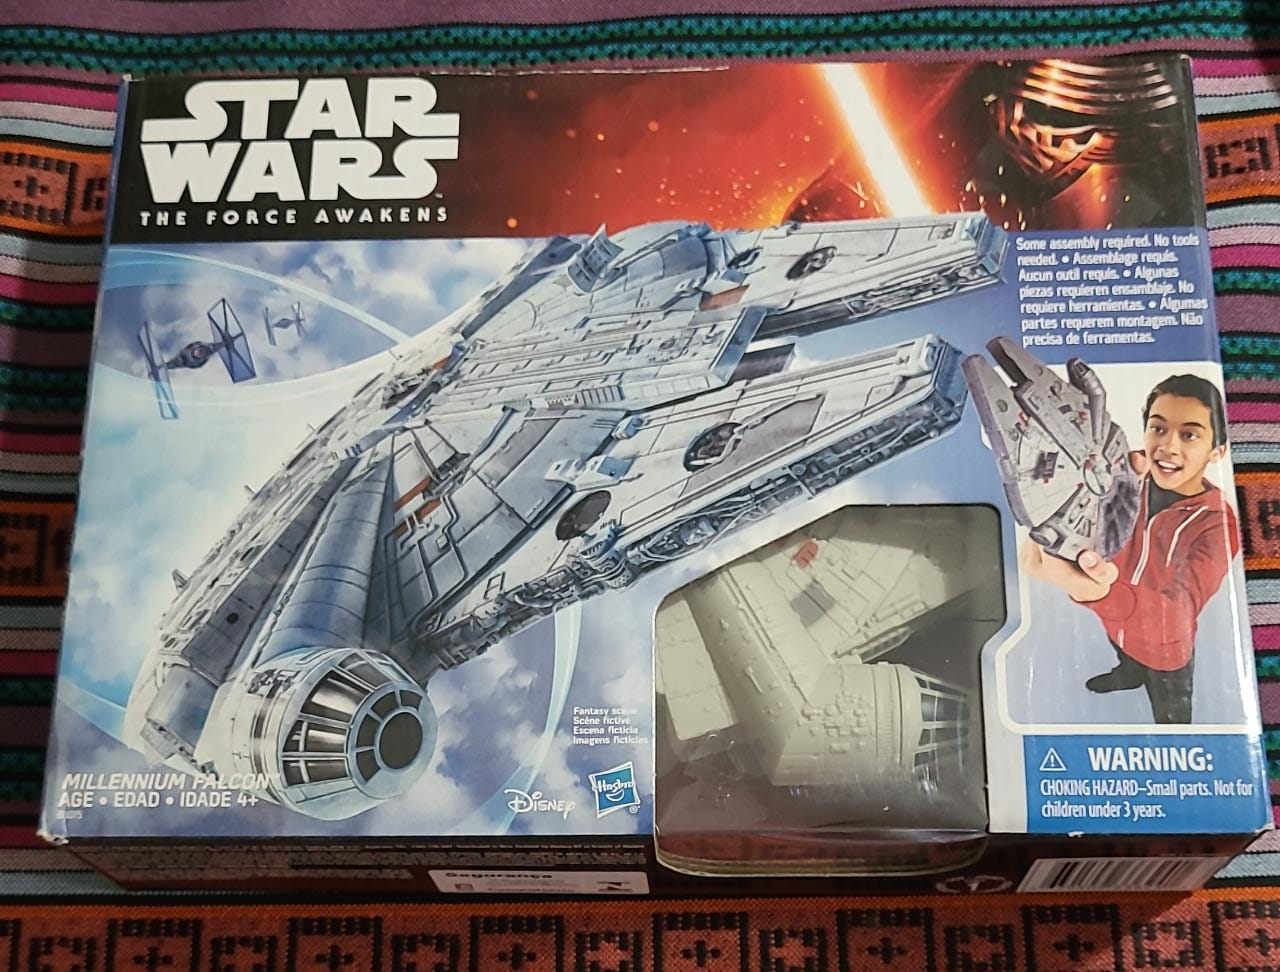 STAR
WARS
THE FORCE AWAKENS
Some assembly required. No tools
needed. • Assemblage requis.
Aucun outil requis. • Algunas
piezas requieren ensamblaje. No
requiere herramientas. • Algumas
partes requerem montagem. Não
precisa de ferramentas.
Fantasy scene
Scène fictive
Escena ficticia
Imagens fictícias
MILLENNIUM FALCON
AGE • EDAD • IDADE 4+
DISNEY
Hasbro
®
WARNING:
CHOKING HAZARD–Small parts. Not for
children under 3 years.
Segurança